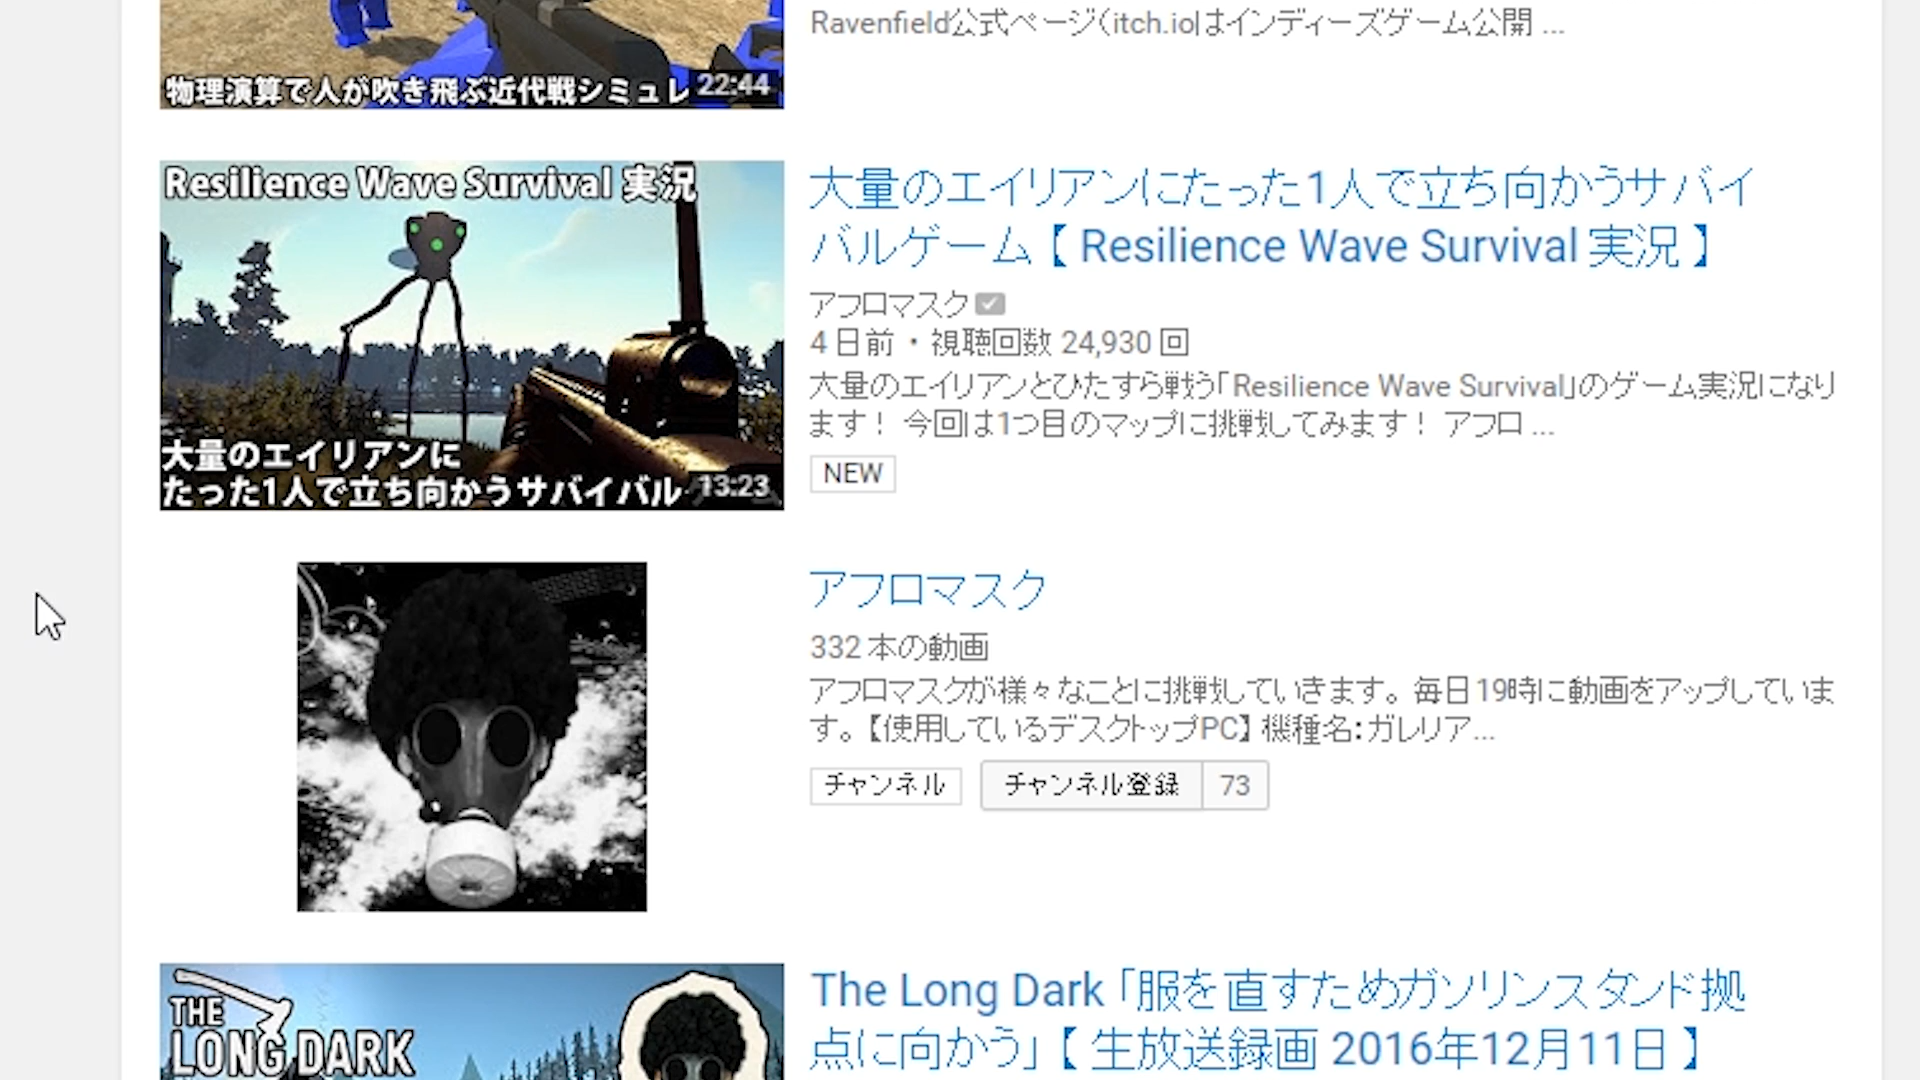 Ravenfield公式ページ(itch.ioはインディーズゲーム公開 ...
物理演算で人が吹き飛ぶ近代戦シミュレ
22:44
Resilience Wave Survival 実況
大量のエイリアンに
たった1人で立ち向かうサバイバル
13:23
大量のエイリアンにたった1人で立ち向かうサバイ
バルゲーム【 Resilience Wave Survival 実況 】
アフロマスク
4 日前・視聴回数 24,930 回
大量のエイリアンとひたすら戦う「Resilience Wave Survival」のゲーム実況になり
ます！ 今回は1つ目のマップに挑戦してみます！ アフロ ...
NEW
アフロマスク
332 本の動画
アフロマスクが様々なことに挑戦していきます。毎日19時に動画をアップしていま
す。【使用しているデスクトップPC】 機種名：ガレリア...
チャンネル
チャンネル登録 73
THE
LONG DARK
The Long Dark 「服を直すためガソリンスタンド拠
点に向かう」【 生放送録画 2016年12月11日 】